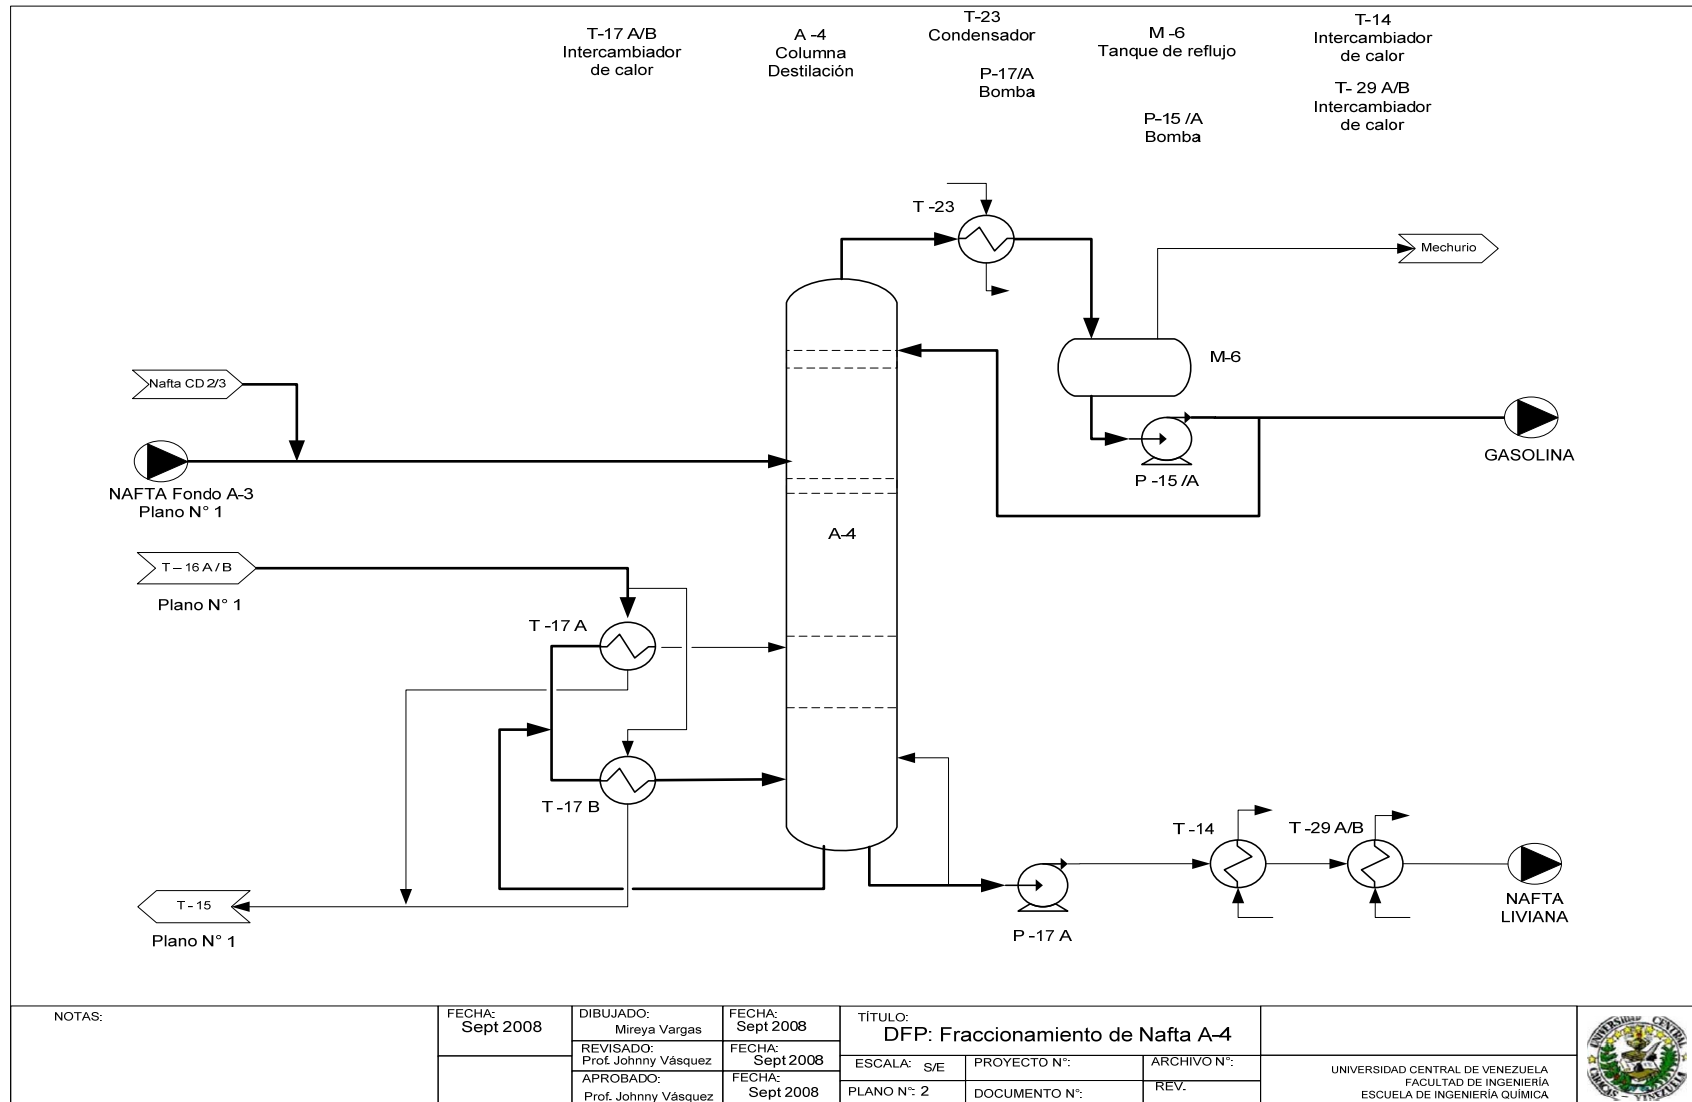 T-17 A/B
Intercambiador
de calor
A -4
Columna
Destilación
T-23
Condensador
P-17/A
Bomba
M -6
Tanque de reflujo
P-15 /A
Bomba
T-14
Intercambiador
de calor
T- 29 A/B
Intercambiador
de calor
T -23
Mechurio
M-6
Nafta CD 2/3
GASOLINA
NAFTA Fondo A-3
Plano N° 1
P -15 /A
A-4
T – 16 A / B
Plano N° 1
T -17 A
T -17 B
T -14
T -29 A/B
T - 15
Plano N° 1
P -17 A
NAFTA
LIVIANA
NOTAS:
FECHA:
Sept 2008
DIBUJADO:
Mireya Vargas
FECHA:
Sept 2008
REVISADO:
Prof. Johnny Vásquez
FECHA:
Sept 2008
APROBADO:
Prof. Johnny Vásquez
FECHA:
Sept 2008
TÍTULO:
DFP: Fraccionamiento de Nafta A-4
ESCALA: S/E
PROYECTO N°:
ARCHIVO N°:
PLANO N°: 2
DOCUMENTO N°:
REV.
UNIVERSIDAD CENTRAL DE VENEZUELA
FACULTAD DE INGENIERÍA
ESCUELA DE INGENIERÍA QUÍMICA
UNIVERSIDAD CENTRAL
CARACAS - VENEZUELA